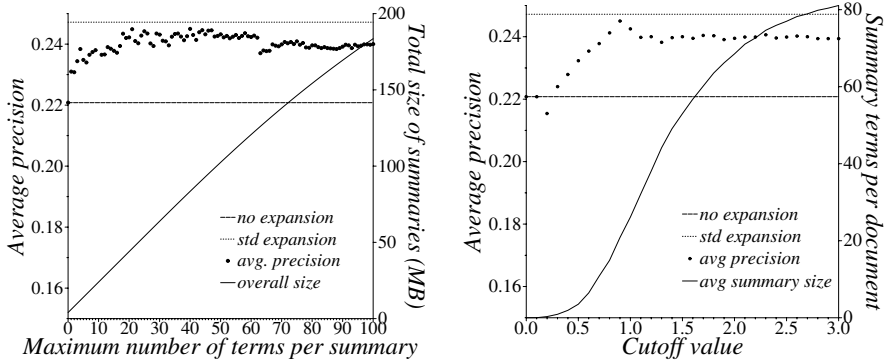 Average precision
0.24
0.22
0.20
0.18
0.16
200
150
100
50
0
Total size of summaries (MB)
no expansion
std expansion
avg. precision
overall size
0 10 20 30 40 50 60 70 80 90 100
Maximum number of terms per summary
Average precision
0.24
0.22
0.20
0.18
0.16
80
60
40
20
0
Summary terms per document
no expansion
std expansion
avg precision
avg summary size
0.0 0.5 1.0 1.5 2.0 2.5 3.0
Cutoff value